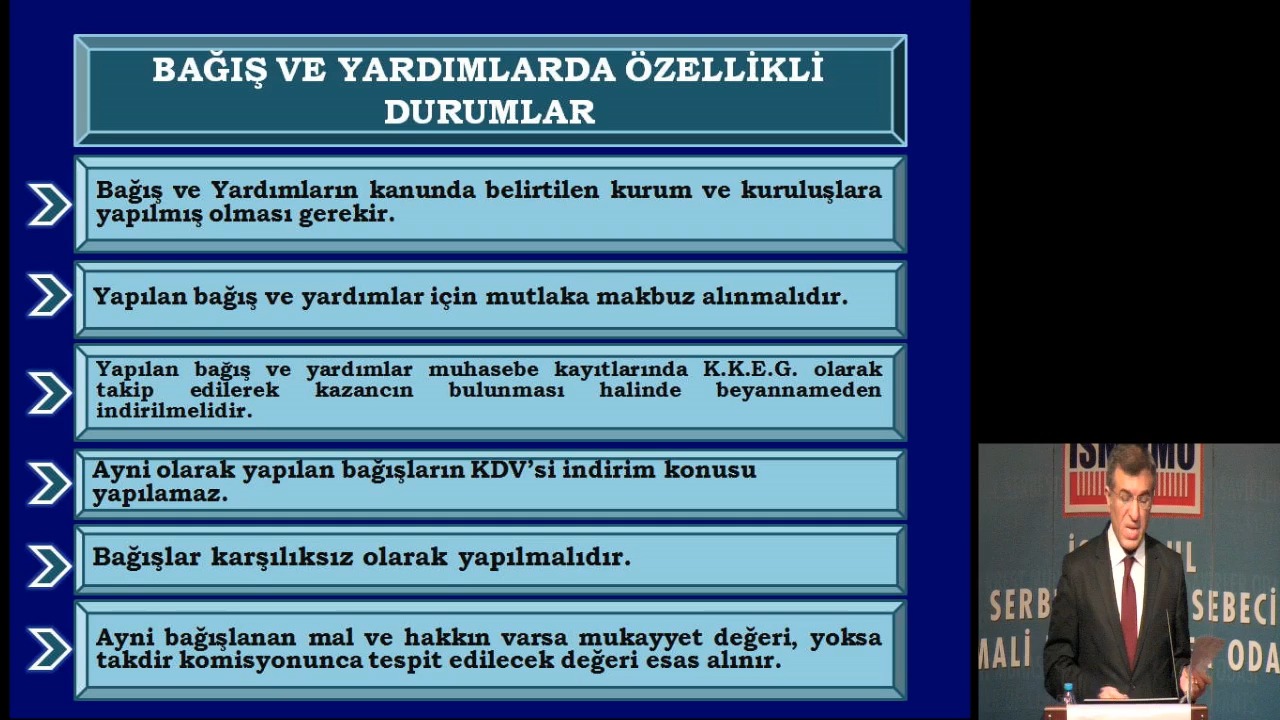 BAĞIŞ VE YARDIMLARDA ÖZELLİKLİ
DURUMLAR
Bağış ve Yardımların kanunda belirtilen kurum ve kuruluşlara
yapılmış olması gerekir.
Yapılan bağış ve yardımlar için mutlaka makbuz alınmalıdır.
Yapılan bağış ve yardımlar muhasebe kayıtlarında K.K.E.G. olarak
takip edilerek kazancın bulunması halinde beyannameden
indirilmelidir.
Ayni olarak yapılan bağışların KDV’si indirim konusu
yapılamaz.
Bağışlar karşılıksız olarak yapılmalıdır.
Ayni bağışlanan mal ve hakkın varsa mukayyet değeri, yoksa
takdir komisyonunca tespit edilecek değeri esas alınır.
MALİ
ODA